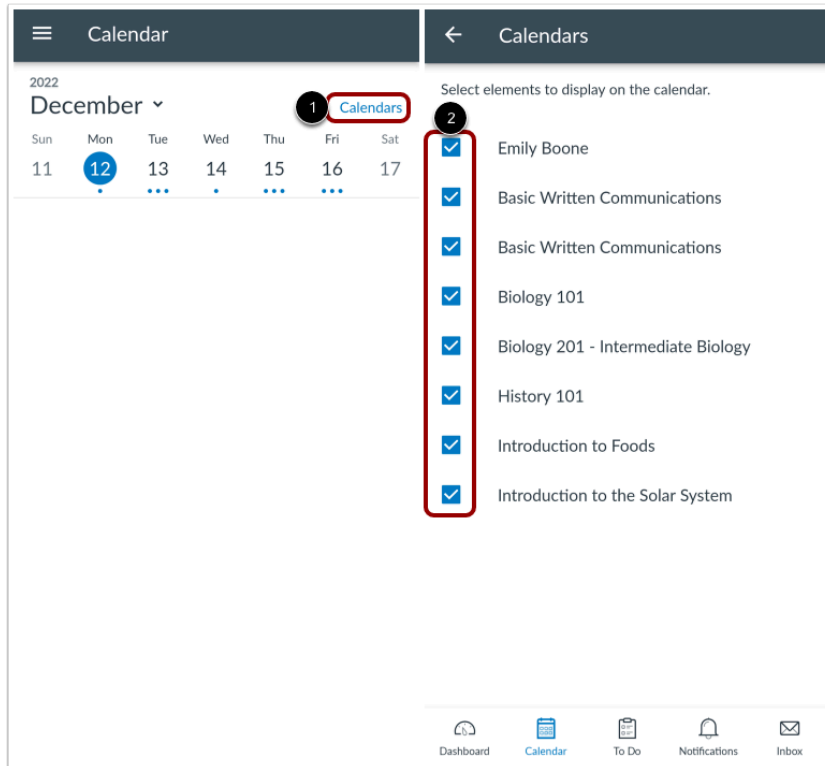 Calendar
2022
December
1
Calendars
Sun Mon Tue Wed Thu Fri Sat
11 12 13 14 15 16 17
Calendars
Select elements to display on the calendar.
2
Emily Boone
Basic Written Communications
Basic Written Communications
Biology 101
Biology 201 - Intermediate Biology
History 101
Introduction to Foods
Introduction to the Solar System
Dashboard Calendar To Do Notifications Inbox